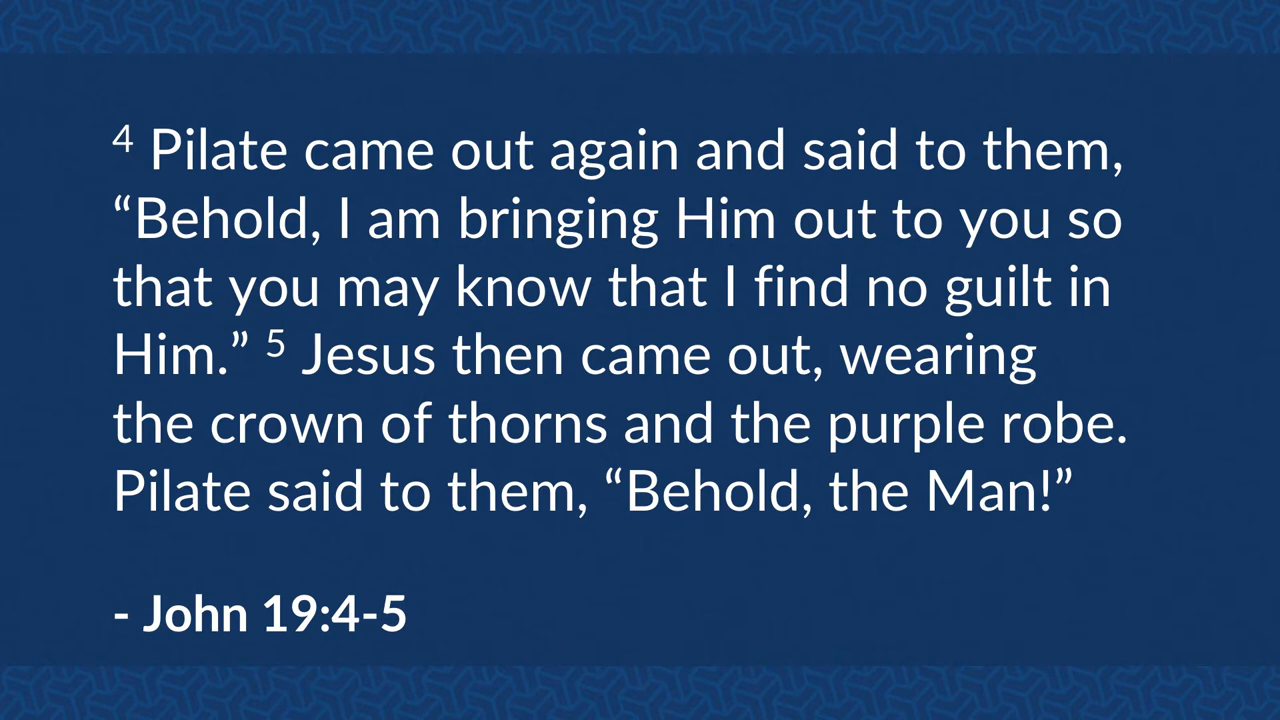 4 Pilate came out again and said to them,
“Behold, I am bringing Him out to you so
that you may know that I find no guilt in
Him.” 5 Jesus then came out, wearing
the crown of thorns and the purple robe.
Pilate said to them, “Behold, the Man!”
- John 19:4-5